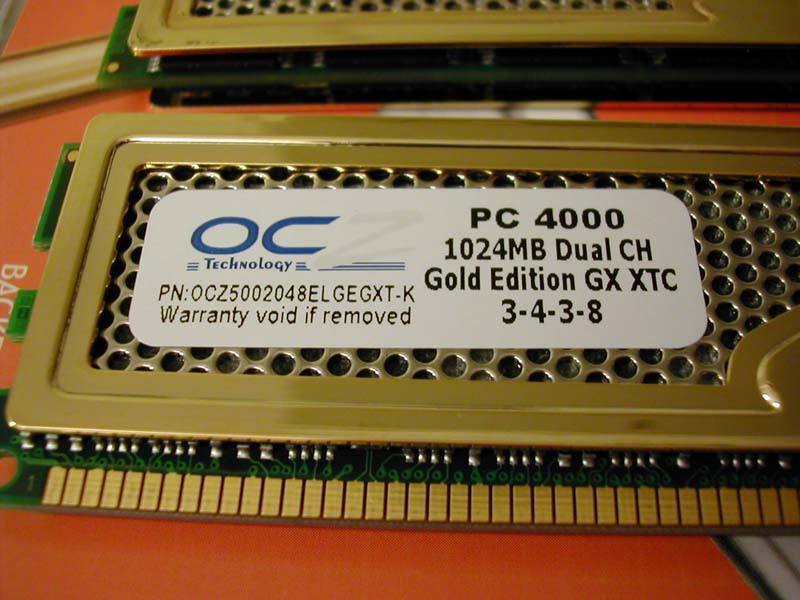 OCZ
Technology
PN:OCZ5002048ELGEGXT-K
Warranty void if removed
PC 4000
1024MB Dual CH
Gold Edition GX XTC
3-4-3-8
1